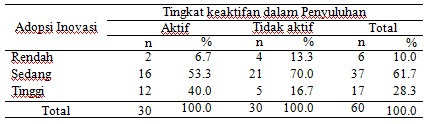 Tingkat keaktifan dalam Penyuluhan
Adopsi Inovasi Aktif Tidak aktif Total
n % n % n %
Rendah 2 6.7 4 13.3 6 10.0
Sedang 16 53.3 21 70.0 37 61.7
Tinggi 12 40.0 5 16.7 17 28.3
Total 30 100.0 30 100.0 60 100.0